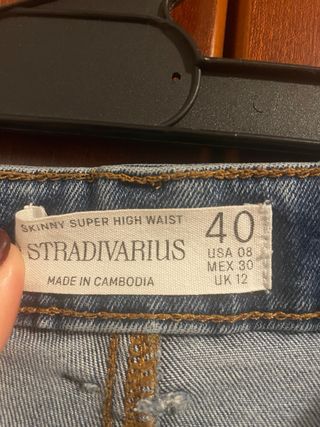 SKINNY SUPER HIGH WAIST
STRADIVARIUS
MADE IN CAMBODIA
40
USA 08
MEX 30
UK 12